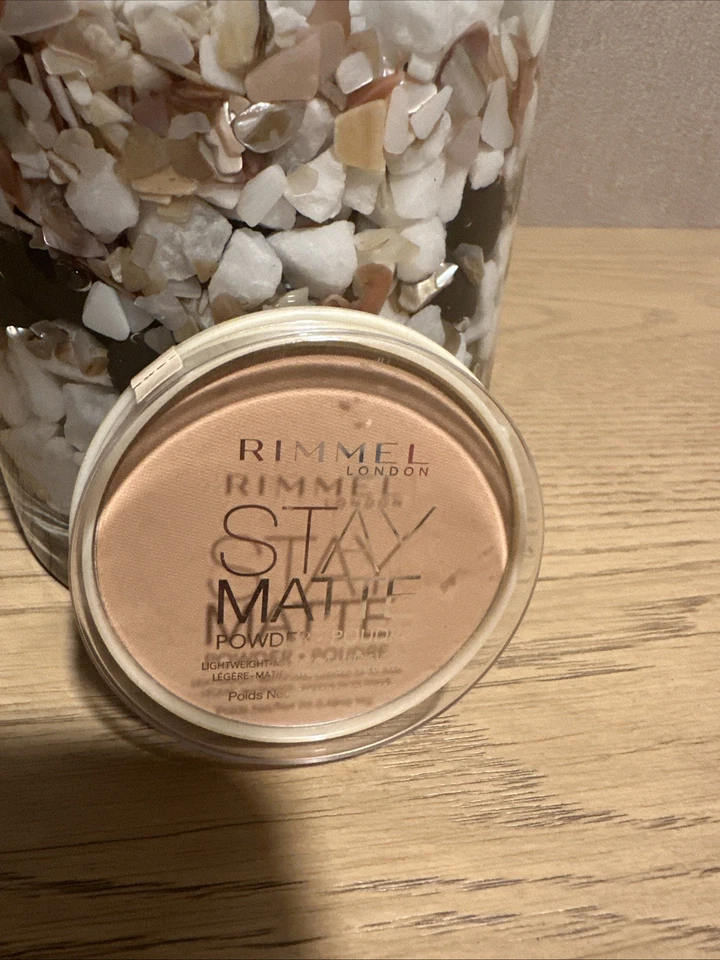 RIMMEL
LONDON
STAY
MATTE
POWDER • POUDRE
LIGHTWEIGHT
LÉGÈRE-MAT
Poids Net